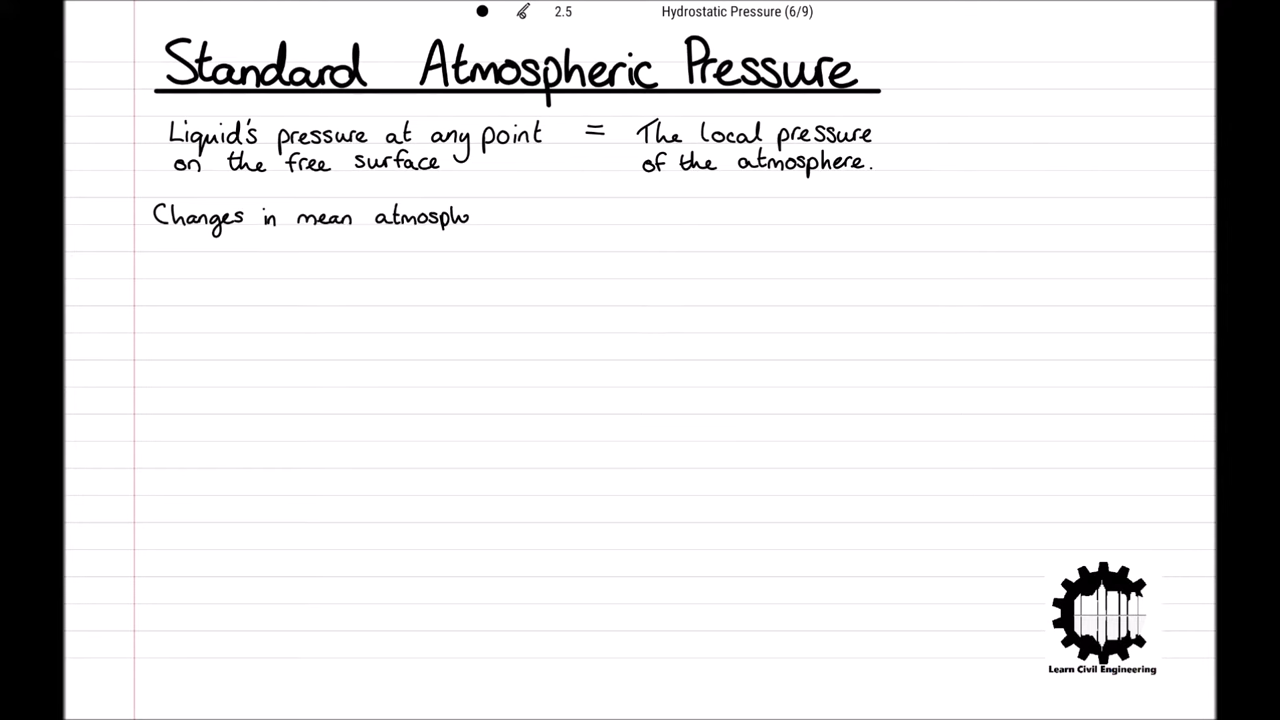 2.5 Hydrostatic Pressure (6/9)
Standard Atmospheric Pressure
Liquid's pressure at any point = The local pressure
on the free surface of the atmosphere.
Changes in mean atmosph
Learn Civil Engineering